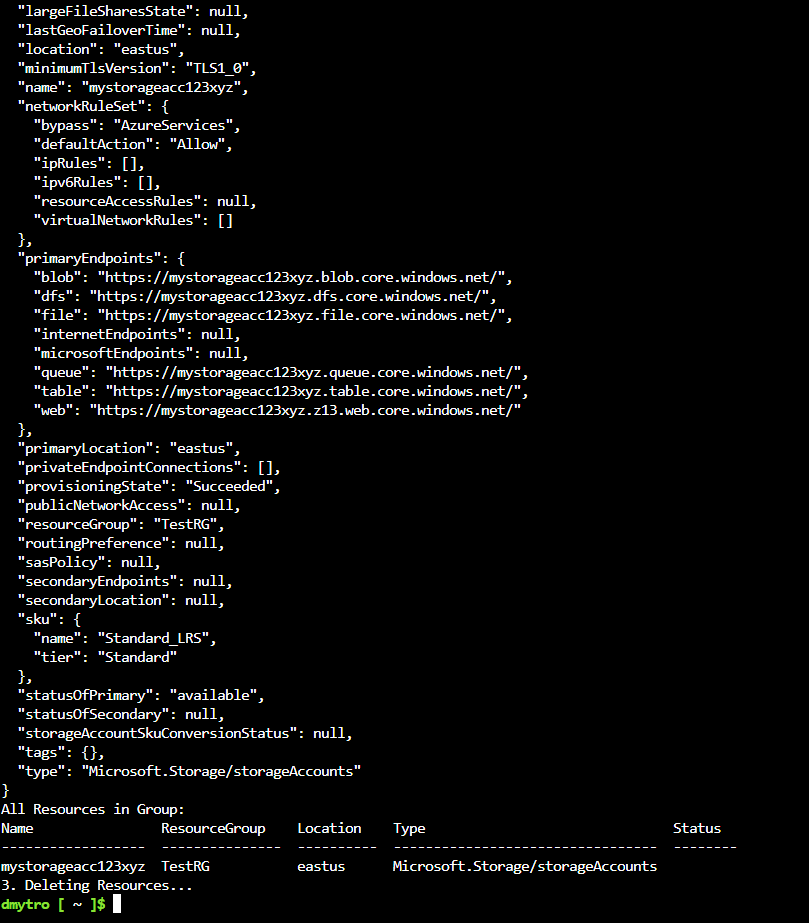 "largeFileSharesState": null,
"lastGeoFailoverTime": null,
"location": "eastus",
"minimumTlsVersion": "TLS1_0",
"name": "mystorageacc123xyz",
"networkRuleSet": {
"bypass": "AzureServices",
"defaultAction": "Allow",
"ipRules": [],
"ipv6Rules": [],
"resourceAccessRules": null,
"virtualNetworkRules": []
},
"primaryEndpoints": {
"blob": "https://mystorageacc123xyz.blob.core.windows.net/",
"dfs": "https://mystorageacc123xyz.dfs.core.windows.net/",
"file": "https://mystorageacc123xyz.file.core.windows.net/",
"internetEndpoints": null,
"microsoftEndpoints": null,
"queue": "https://mystorageacc123xyz.queue.core.windows.net/",
"table": "https://mystorageacc123xyz.table.core.windows.net/",
"web": "https://mystorageacc123xyz.z13.web.core.windows.net/"
},
"primaryLocation": "eastus",
"privateEndpointConnections": [],
"provisioningState": "Succeeded",
"publicNetworkAccess": null,
"resourceGroup": "TestRG",
"routingPreference": null,
"sasPolicy": null,
"secondaryEndpoints": null,
"secondaryLocation": null,
"sku": {
"name": "Standard_LRS",
"tier": "Standard"
},
"statusOfPrimary": "available",
"statusOfSecondary": null,
"storageAccountSkuConversionStatus": null,
"tags": {},
"type": "Microsoft.Storage/storageAccounts"
}
All Resources in Group:
Name ResourceGroup Location Type Status
------------------ --------------- ---------- --------------------------------- --------
mystorageacc123xyz TestRG eastus Microsoft.Storage/storageAccounts
3. Deleting Resources...
dmytro [ ~ ]$